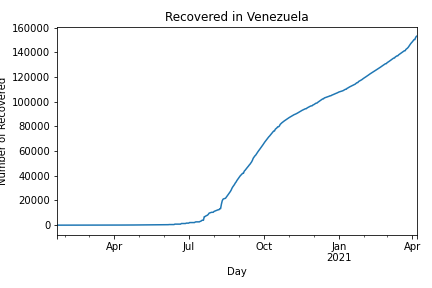 Recovered in Venezuela
160000
140000
120000
100000
80000
60000
40000
20000
0
Number of Recovered
Apr
Jul
Oct
Jan
2021
Apr
Day